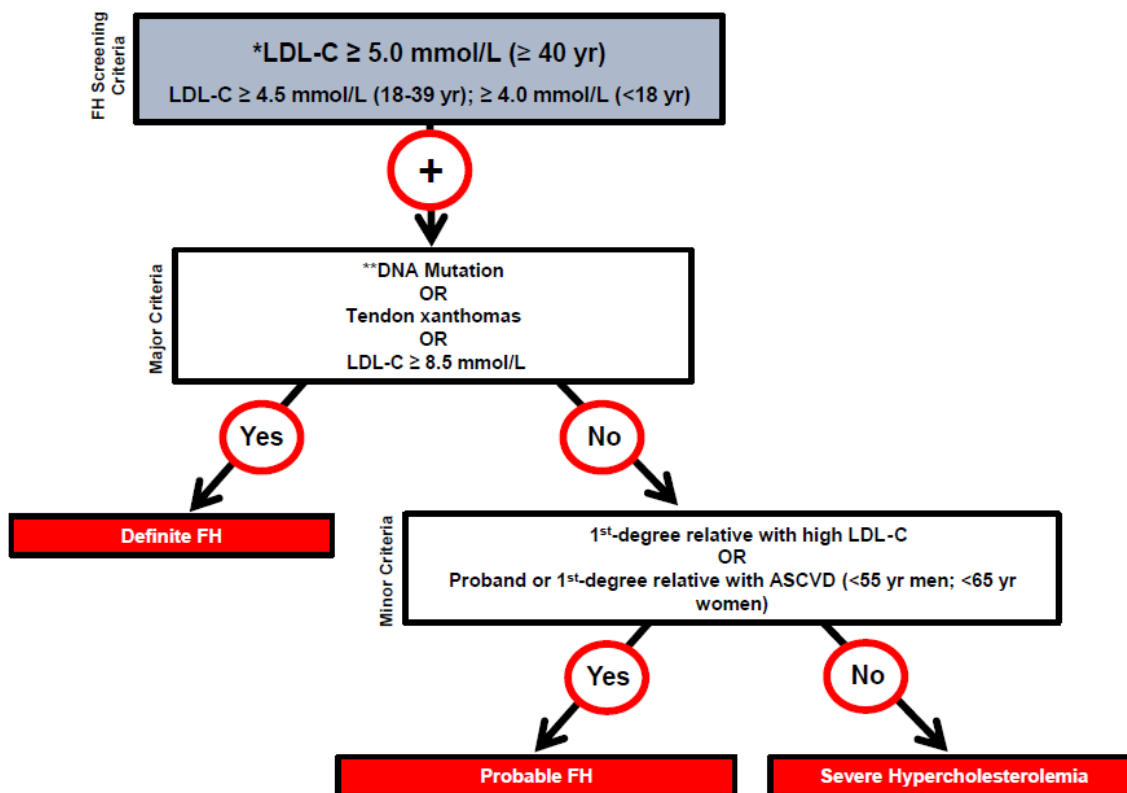 FH Screening
Criteria
*LDL-C ≥ 5.0 mmol/L (≥ 40 yr)
LDL-C ≥ 4.5 mmol/L (18-39 yr); ≥ 4.0 mmol/L (<18 yr)
+
Major Criteria
**DNA Mutation
OR
Tendon xanthomas
OR
LDL-C ≥ 8.5 mmol/L
Yes
No
Definite FH
Minor Criteria
1st-degree relative with high LDL-C
OR
Proband or 1st-degree relative with ASCVD (<55 yr men; <65 yr
women)
Yes
No
Probable FH
Severe Hypercholesterolemia